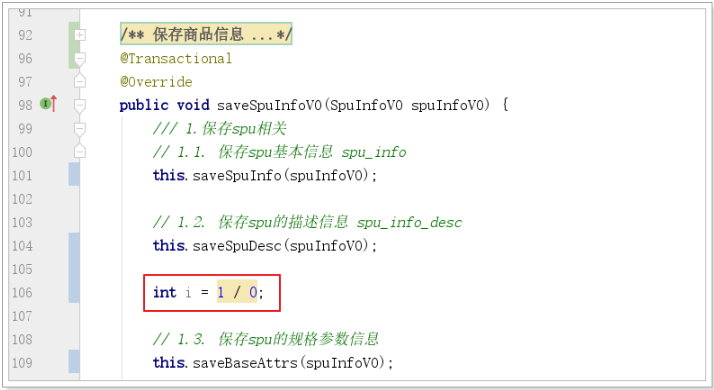 91
92 /** 保存商品信息 ...*/
96 @Transactional
97 @Override
98 public void saveSpuInfoVO(SpuInfoVO spuInfoVO) {
99 /// 1.保存spu相关
100 // 1.1. 保存spu基本信息 spu_info
101 this.saveSpuInfo(spuInfoVO);
102
103 // 1.2. 保存spu的描述信息 spu_info_desc
104 this.saveSpuDesc(spuInfoVO);
105
106 int i = 1 / 0;
107
108 // 1.3. 保存spu的规格参数信息
109 this.saveBaseAttrs(spuInfoVO);